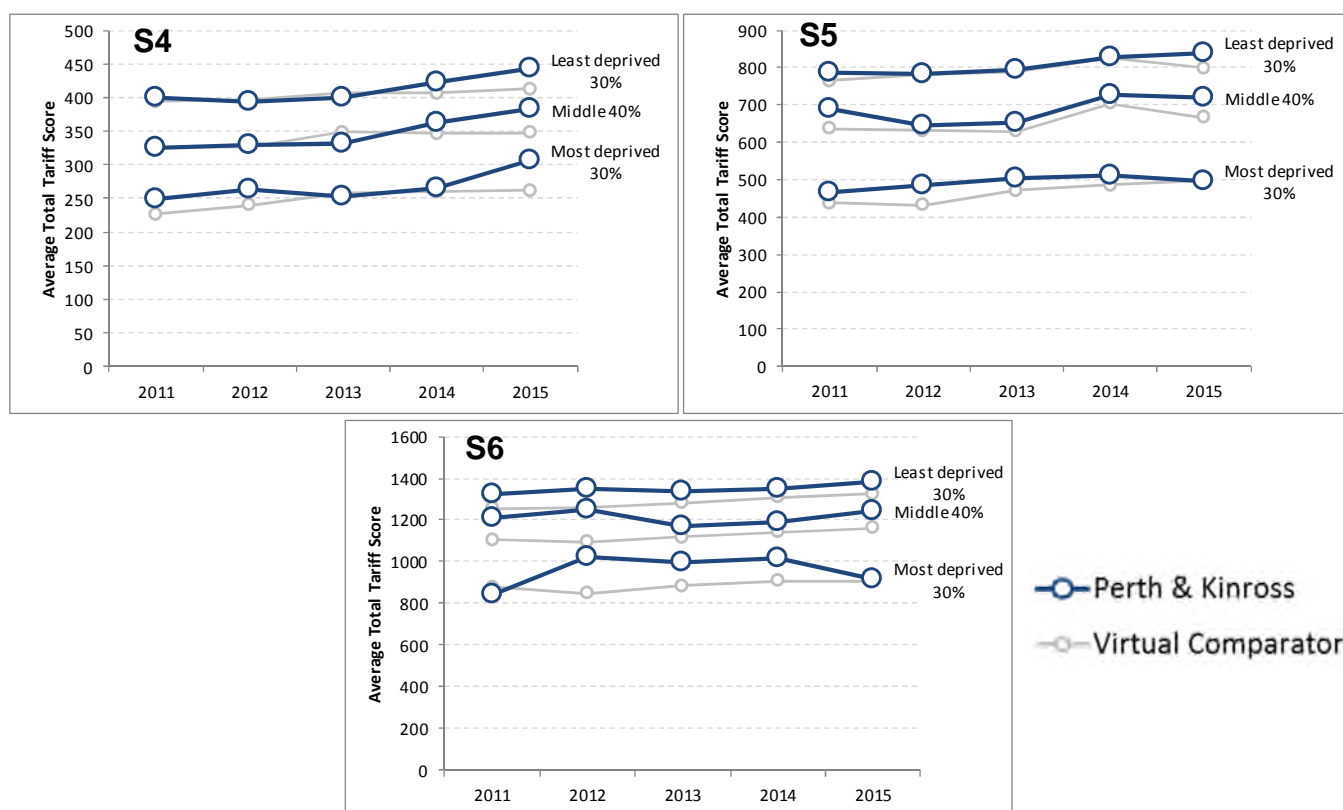 S4
Average Total Tariff Score
500
450
400
350
300
250
200
150
100
50
0
2011 2012 2013 2014 2015
Least deprived
30%
Middle 40%
Most deprived
30%
S5
Average Total Tariff Score
900
800
700
600
500
400
300
200
100
0
2011 2012 2013 2014 2015
Least deprived
30%
Middle 40%
Most deprived
30%
S6
Average Total Tariff Score
1600
1400
1200
1000
800
600
400
200
0
2011 2012 2013 2014 2015
Least deprived
30%
Middle 40%
Most deprived
30%
Perth & Kinross
Virtual Comparator